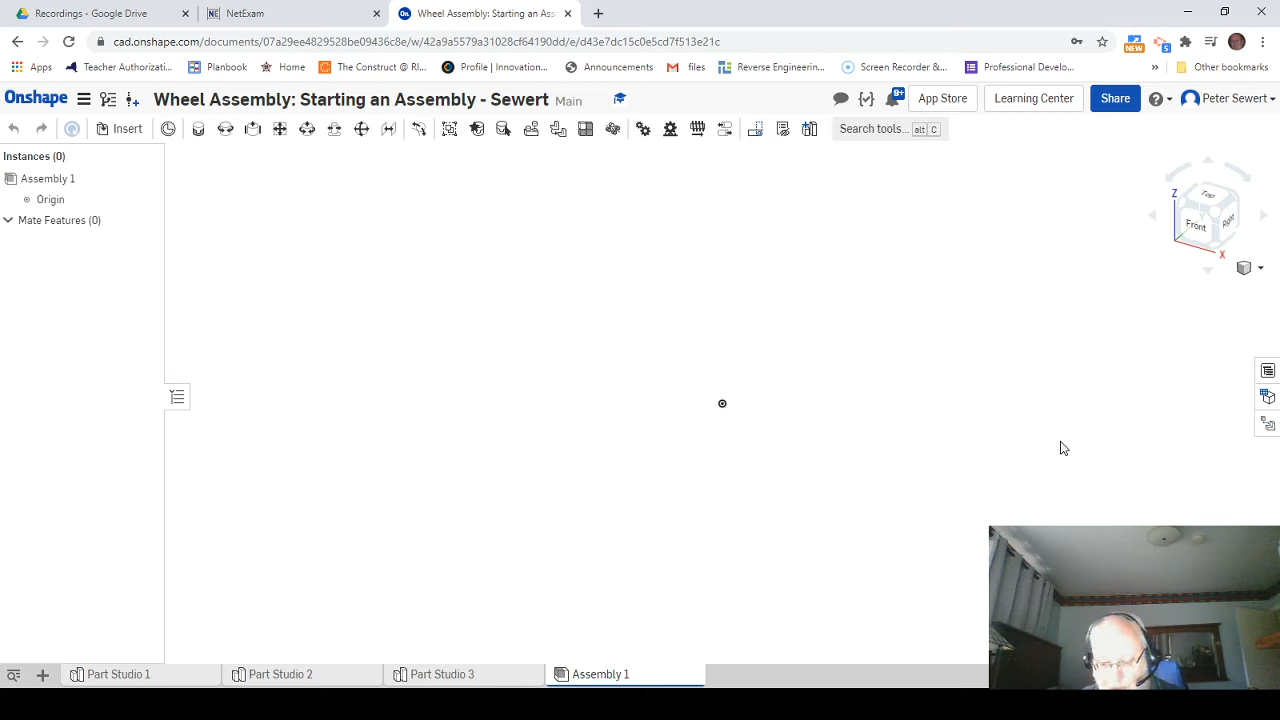 Recordings - Google Drive
NetExam
Wheel Assembly: Starting an Ass
cad.onshape.com/documents/07a29ee4829528be09436c8e/w/42a9a5579a31028cf64190dd/e/d43e7dc15c0e5cd7f513e21c
NEW
5
Apps
Teacher Authorizati...
Planbook
Home
The Construct @ RI...
Profile | Innovation...
Announcements
files
Reverse Engineerin...
Screen Recorder &...
Professional Develo...
»
Other bookmarks
Onshape
Wheel Assembly: Starting an Assembly - Sewert Main
9+
App Store
Learning Center
Share
Peter Sewert
Insert
Search tools... alt C
Instances (0)
Assembly 1
Origin
Mate Features (0)
Z
Top
Front
Right
X
Part Studio 1
Part Studio 2
Part Studio 3
Assembly 1